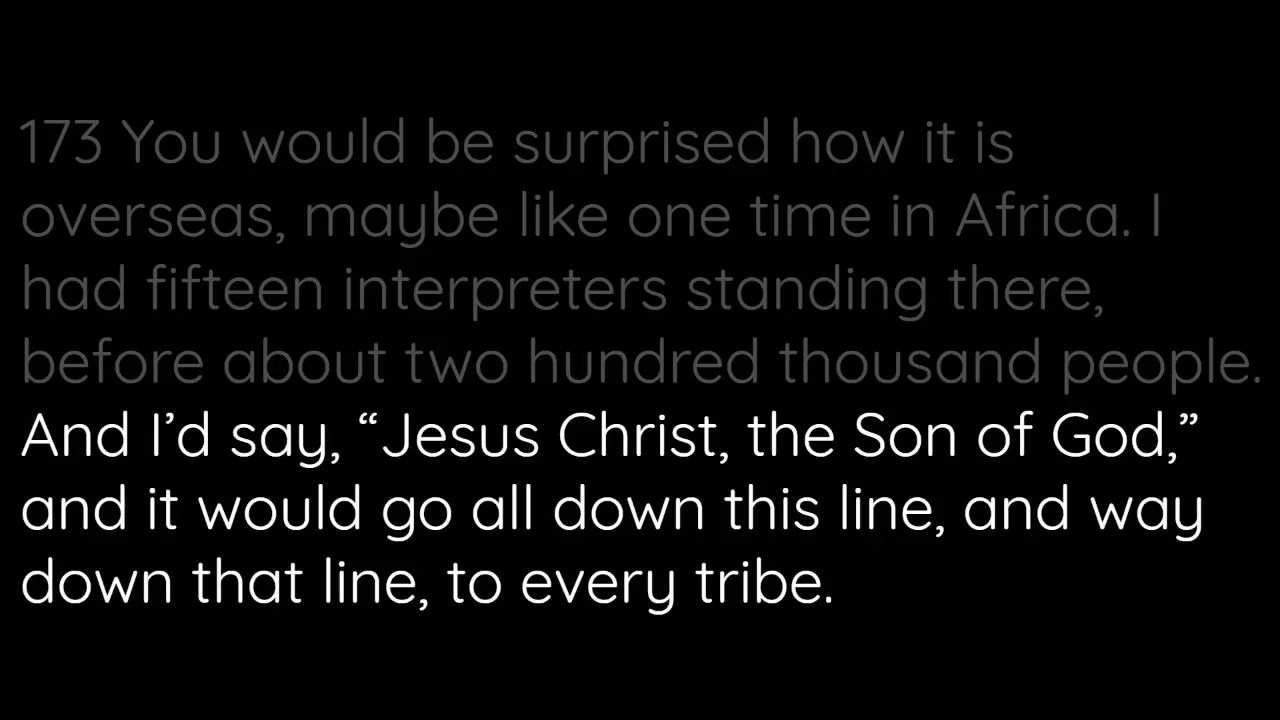 173 You would be surprised how it is
overseas, maybe like one time in Africa. I
had fifteen interpreters standing there,
before about two hundred thousand people.
And I’d say, “Jesus Christ, the Son of God,”
and it would go all down this line, and way
down that line, to every tribe.